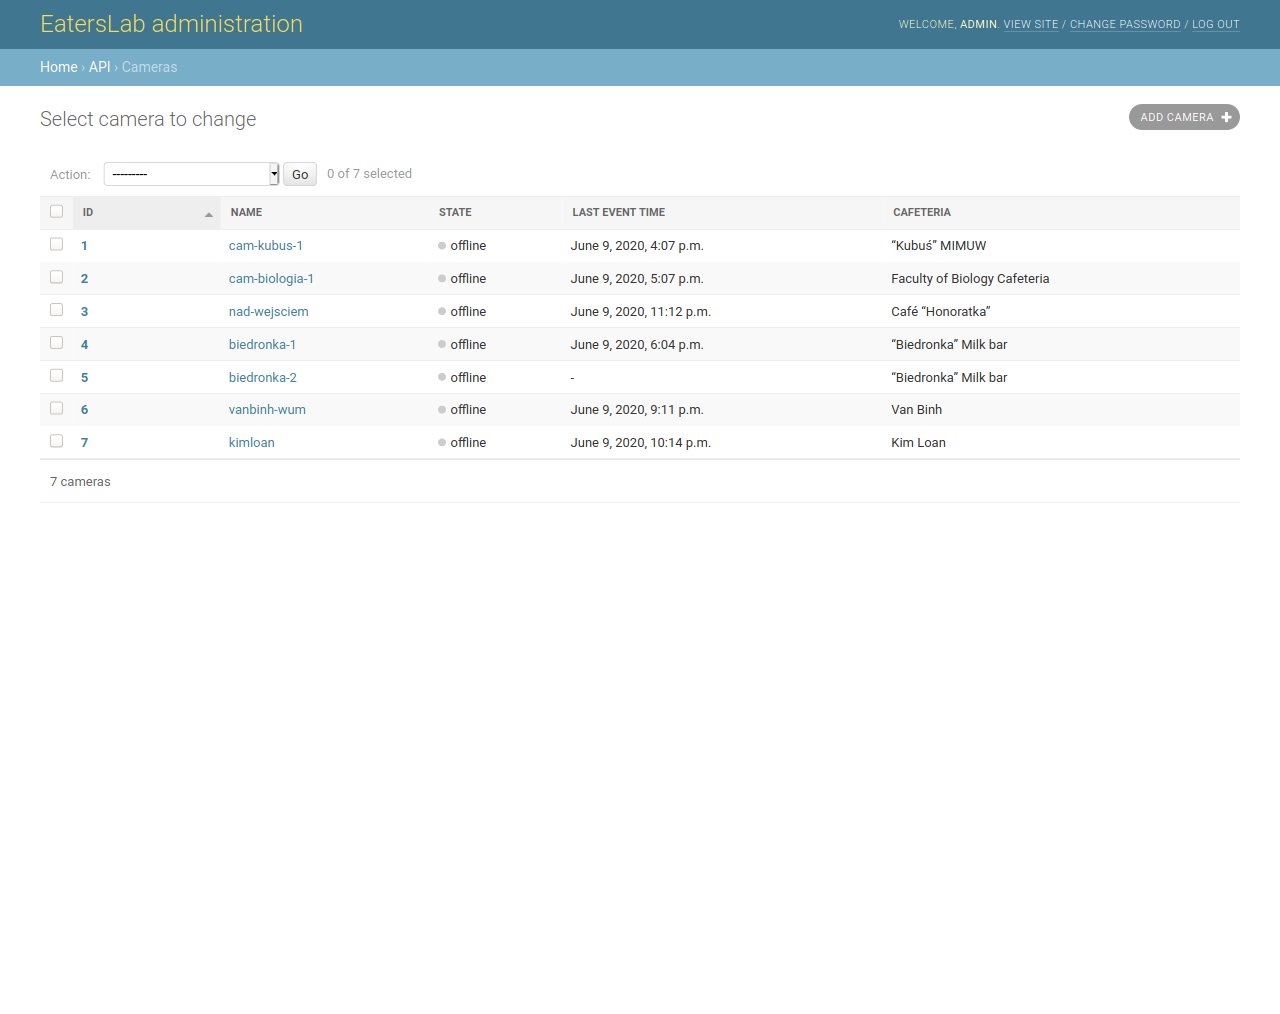 EatersLab administration
WELCOME, ADMIN. VIEW SITE / CHANGE PASSWORD / LOG OUT
Home › API › Cameras
Select camera to change
ADD CAMERA
Action: --------- Go 0 of 7 selected
ID NAME STATE LAST EVENT TIME CAFETERIA
1 cam-kubus-1 offline June 9, 2020, 4:07 p.m. “Kubuś” MIMUW
2 cam-biologia-1 offline June 9, 2020, 5:07 p.m. Faculty of Biology Cafeteria
3 nad-wejsciem offline June 9, 2020, 11:12 p.m. Café “Honoratka”
4 biedronka-1 offline June 9, 2020, 6:04 p.m. “Biedronka” Milk bar
5 biedronka-2 offline - “Biedronka” Milk bar
6 vanbinh-wum offline June 9, 2020, 9:11 p.m. Van Binh
7 kimloan offline June 9, 2020, 10:14 p.m. Kim Loan
7 cameras